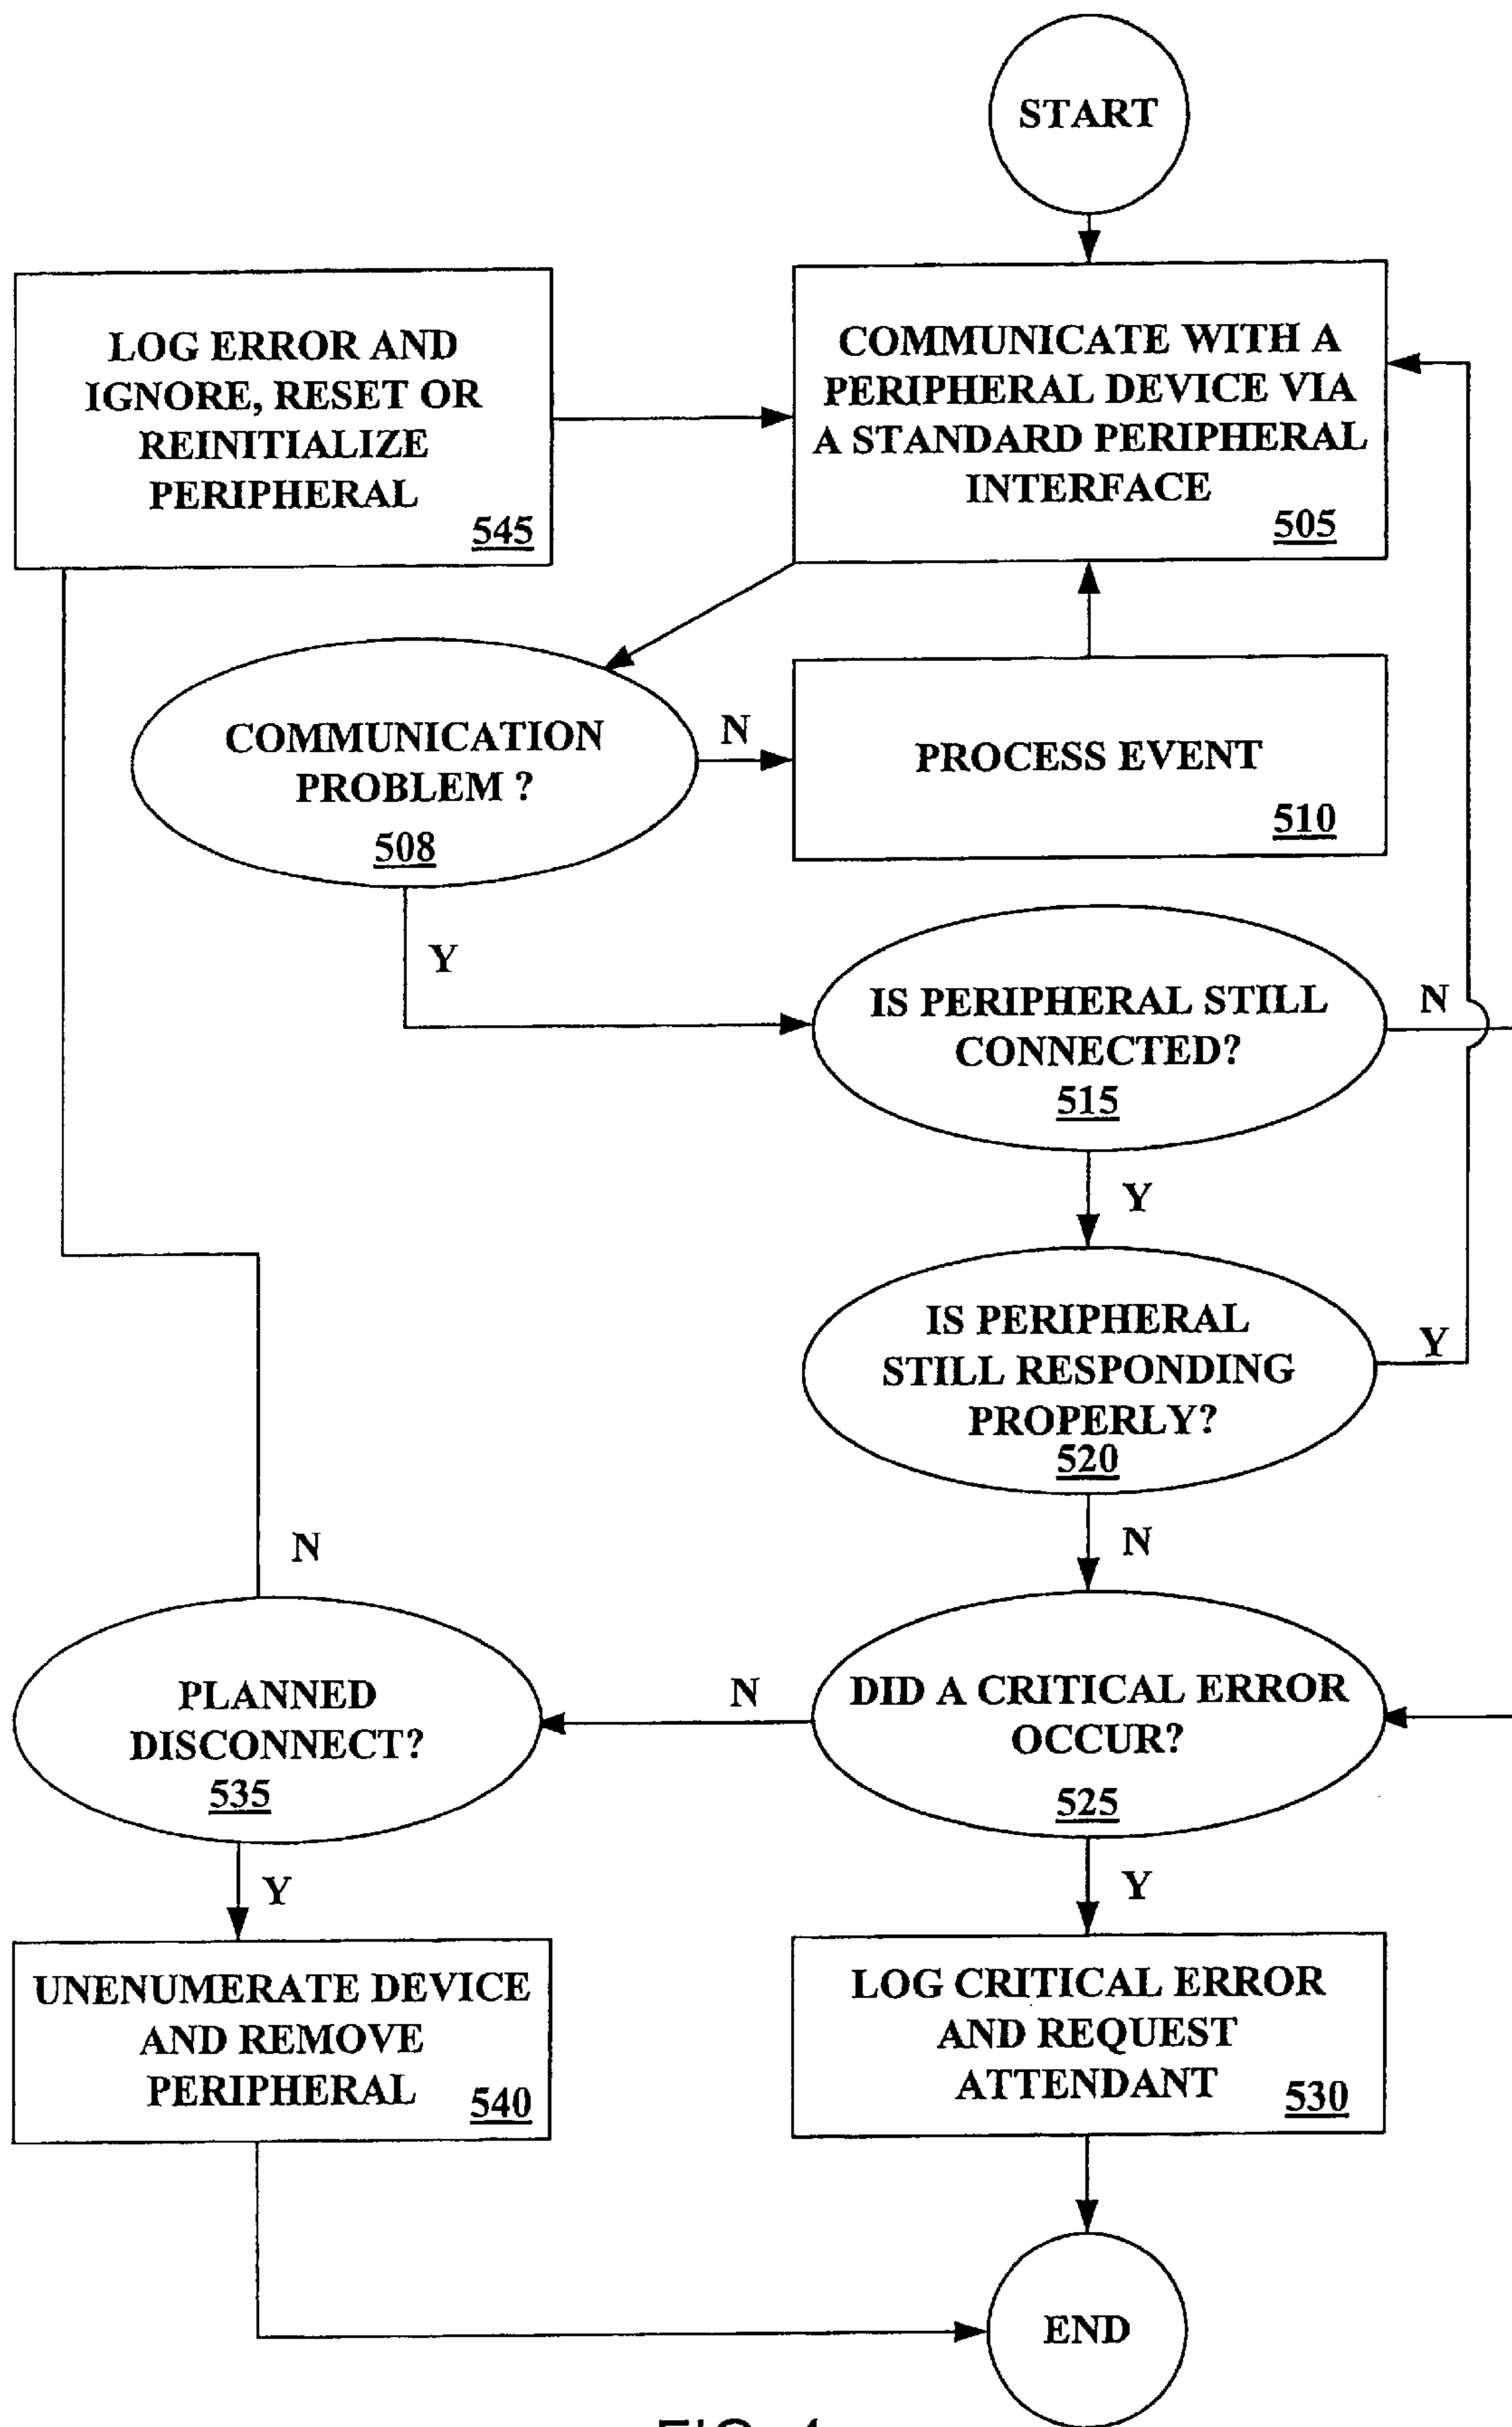 START
LOG ERROR AND
IGNORE, RESET OR
REINITIALIZE
PERIPHERAL
545
COMMUNICATE WITH A
PERIPHERAL DEVICE VIA
A STANDARD PERIPHERAL
INTERFACE
505
COMMUNICATION
PROBLEM ?
508
N
PROCESS EVENT
510
Y
IS PERIPHERAL STILL
CONNECTED?
515
N
Y
IS PERIPHERAL
STILL RESPONDING
PROPERLY?
520
Y
N
N
PLANNED
DISCONNECT?
535
N
DID A CRITICAL ERROR
OCCUR?
525
Y
Y
UNENUMERATE DEVICE
AND REMOVE
PERIPHERAL
540
LOG CRITICAL ERROR
AND REQUEST
ATTENDANT
530
END